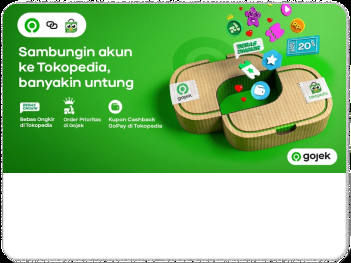 Sambungin akun
ke Tokopedia,
banyakin untung
BEBAS ONGKIR
Bebas Ongkir
di Tokopedia
Order Prioritas
di Gojek
Kupon Cashback
GoPay di Tokopedia
BEBAS ONGKIR
20%
gojek
tokopedia
gojek